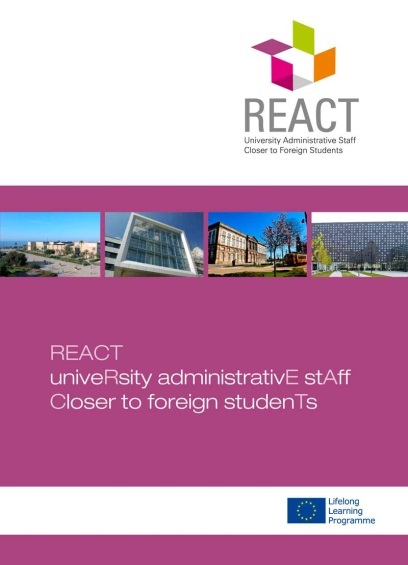 REACT
University Administrative Staff
Closer to Foreign Students
REACT
univeRsity administrativE stAff
Closer to foreign studenTs
Lifelong
Learning
Programme